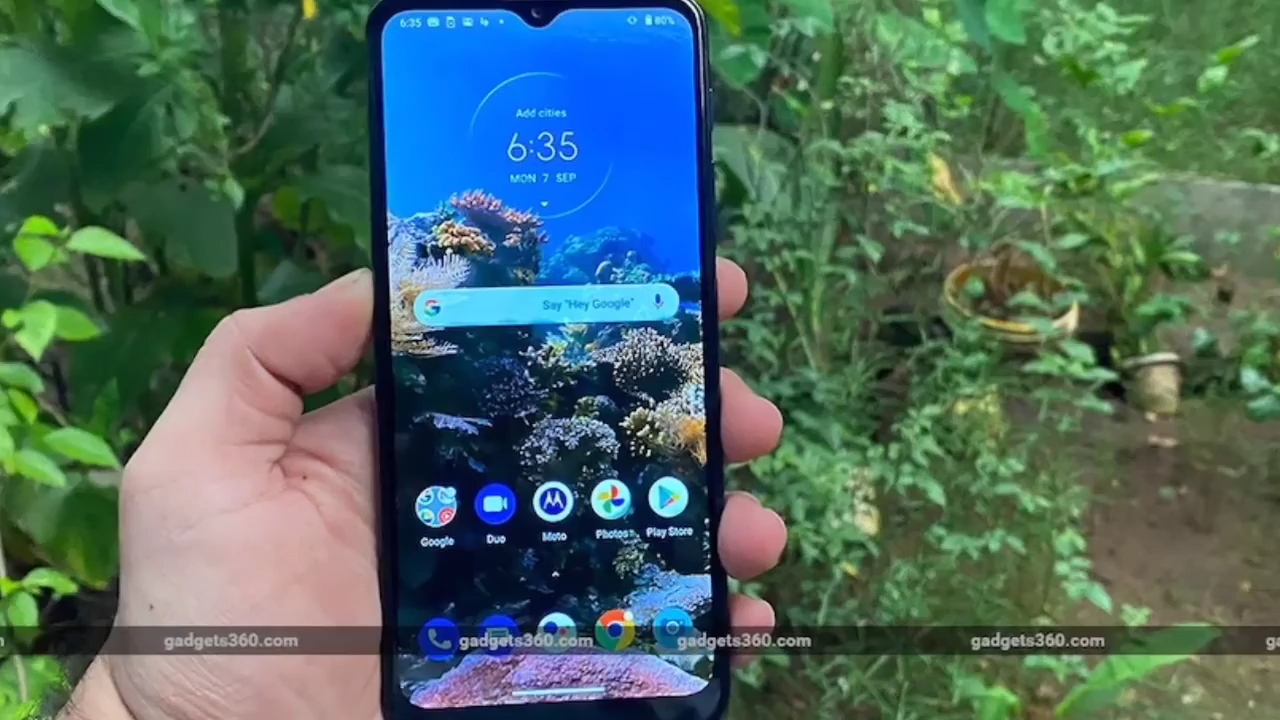 6:35 80%
Add cities
6:35
MON 7 SEP
Say "Hey Google"
Google Duo Moto Photos Play Store
gadgets360.com gadgets360.com gadgets360.com gadgets360.com